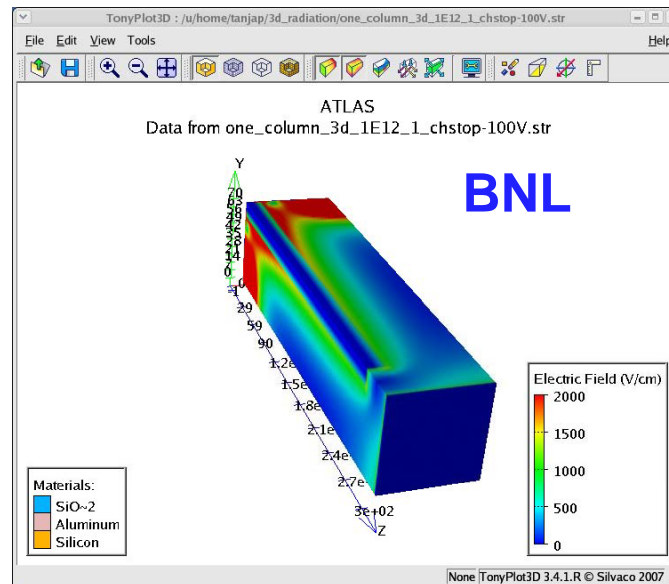 TonyPlot3D : /u/home/tanjap/3d_radiation/one_column_3d_1E12_1_chstop-100V.str
File Edit View Tools Help
ATLAS
Data from one_column_3d_1E12_1_chstop-100V.str
BNL
Y
70
63
56
49
42
35
28
21
14
7
0
0
29
59
90
1.2e
1.5e
1.8e
2.1e
2.4e
2.7e
3e+02
Z
Electric Field (V/cm)
2000
1500
1000
500
0
Materials:
SiO~2
Aluminum
Silicon
None TonyPlot3D 3.4.1.R © Silvaco 2007